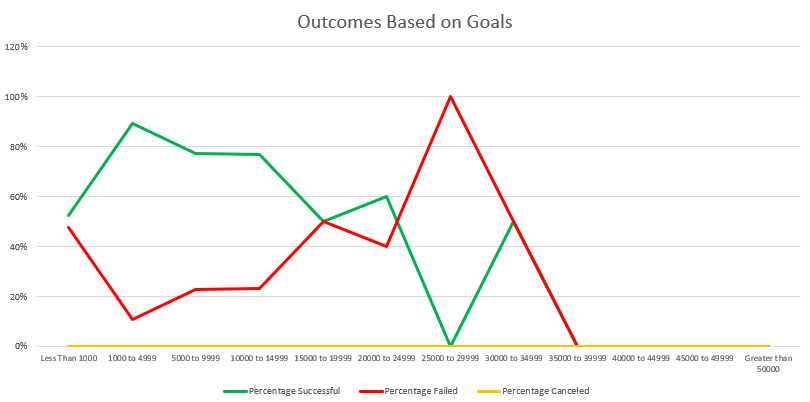 Outcomes Based on Goals
120%
100%
80%
60%
40%
20%
0%
Less Than 1000 1000 to 4999 5000 to 9999 10000 to 14999 15000 to 19999 20000 to 24999 25000 to 29999 30000 to 34999 35000 to 39999 40000 to 44999 45000 to 49999 Greater than
50000
Percentage Successful Percentage Failed Percentage Canceled